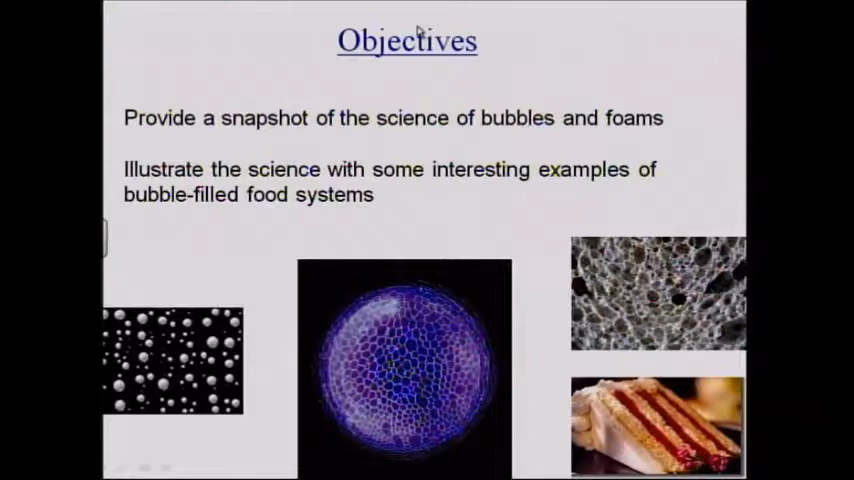 Objectives
Provide a snapshot of the science of bubbles and foams
Illustrate the science with some interesting examples of
bubble-filled food systems